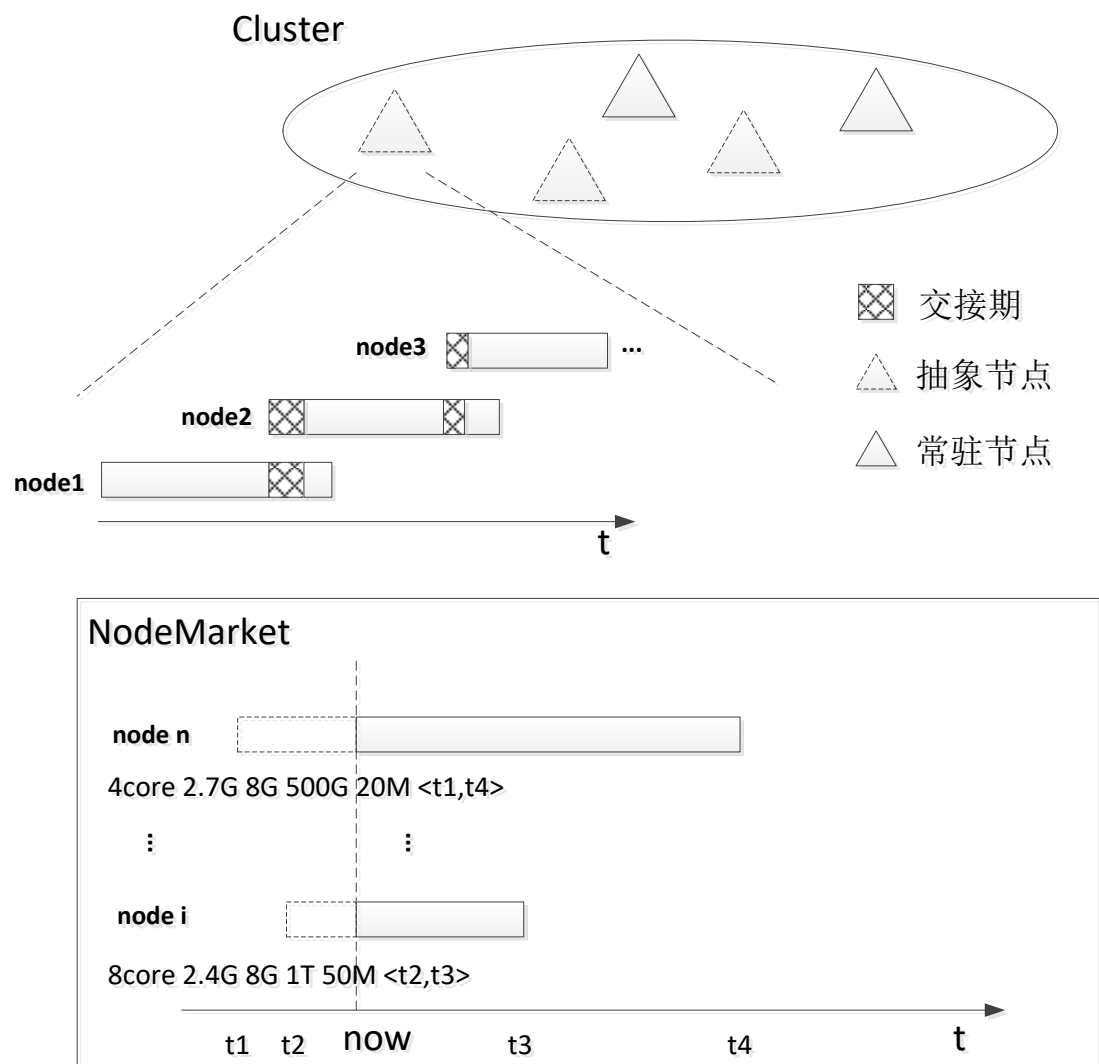 Cluster
交接期
node3
...
抽象节点
node2
常驻节点
node1
t
NodeMarket
node n
4core 2.7G 8G 500G 20M <t1,t4>
⋮ ⋮
node i
8core 2.4G 8G 1T 50M <t2,t3>
t1 t2 now t3 t4 t